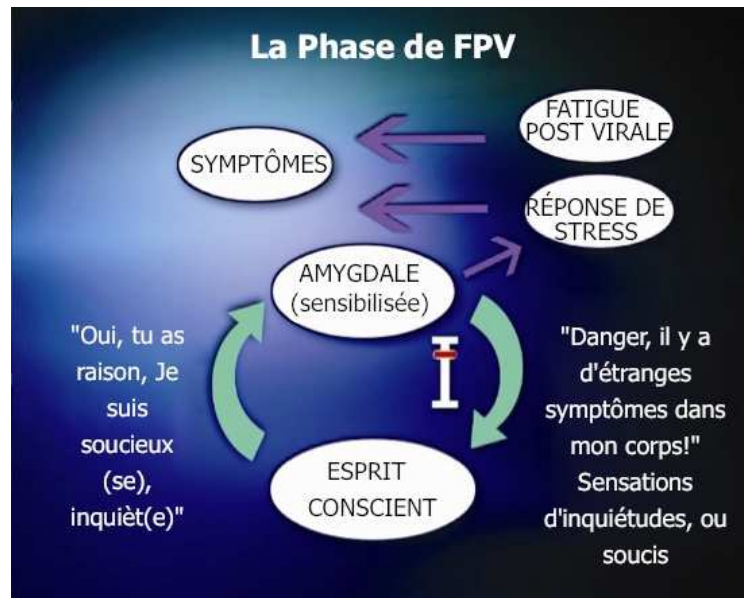 La Phase de FPV
FATIGUE
POST VIRALE
SYMPTÔMES
RÉPONSE DE
STRESS
AMYGDALE
(sensibilisée)
"Oui, tu as
raison, Je
suis
soucieux
(se),
inquièt(e)"
"Danger, il y a
d'étranges
symptômes dans
mon corps!"
Sensations
d'inquiétudes, ou
soucis
ESPRIT
CONSCIENT